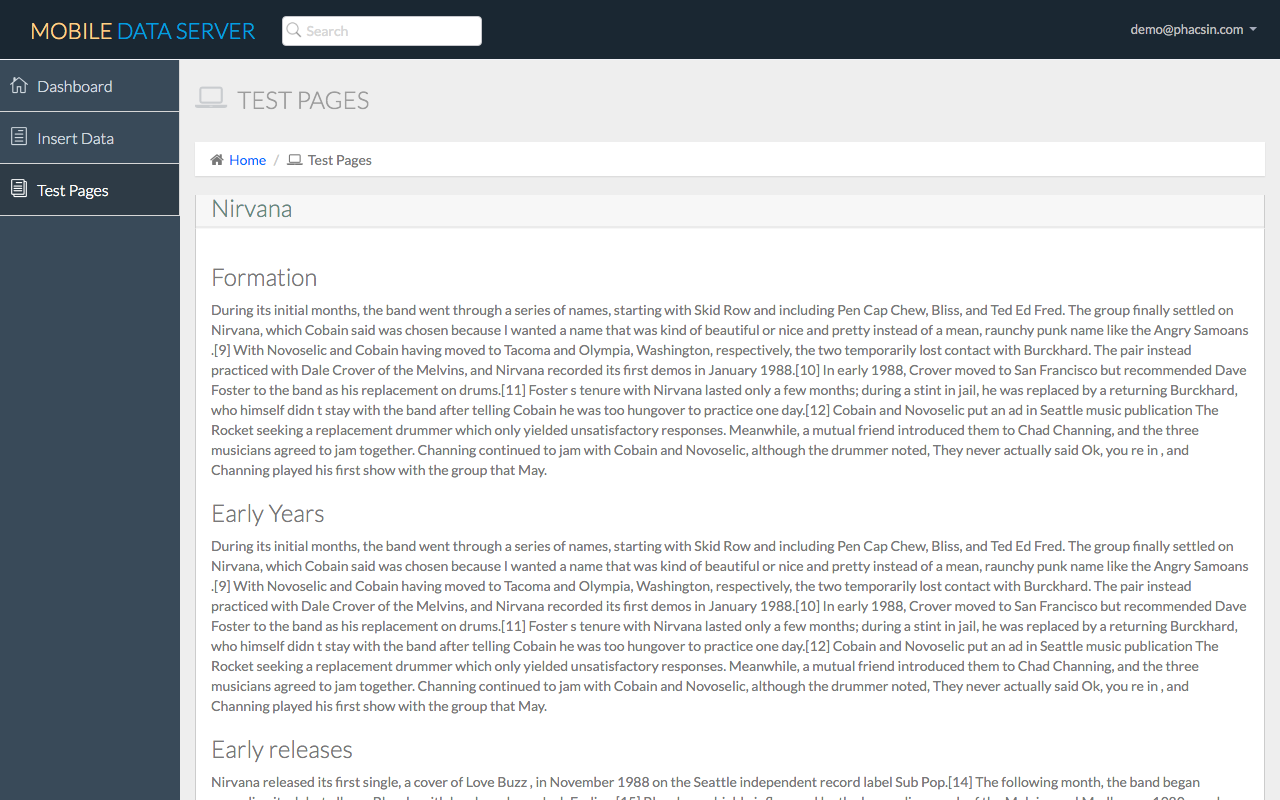 MOBILE DATA SERVER
Search
demo@phacsin.com
Dashboard
Insert Data
Test Pages
TEST PAGES
Home / Test Pages
Nirvana
Formation
During its initial months, the band went through a series of names, starting with Skid Row and including Pen Cap Chew, Bliss, and Ted Ed Fred. The group finally settled on
Nirvana, which Cobain said was chosen because I wanted a name that was kind of beautiful or nice and pretty instead of a mean, raunchy punk name like the Angry Samoans
.[9] With Novoselic and Cobain having moved to Tacoma and Olympia, Washington, respectively, the two temporarily lost contact with Burckhard. The pair instead
practiced with Dale Crover of the Melvins, and Nirvana recorded its first demos in January 1988.[10] In early 1988, Crover moved to San Francisco but recommended Dave
Foster to the band as his replacement on drums.[11] Foster s tenure with Nirvana lasted only a few months; during a stint in jail, he was replaced by a returning Burckhard,
who himself didn t stay with the band after telling Cobain he was too hungover to practice one day.[12] Cobain and Novoselic put an ad in Seattle music publication The
Rocket seeking a replacement drummer which only yielded unsatisfactory responses. Meanwhile, a mutual friend introduced them to Chad Channing, and the three
musicians agreed to jam together. Channing continued to jam with Cobain and Novoselic, although the drummer noted, They never actually said Ok, you re in , and
Channing played his first show with the group that May.
Early Years
During its initial months, the band went through a series of names, starting with Skid Row and including Pen Cap Chew, Bliss, and Ted Ed Fred. The group finally settled on
Nirvana, which Cobain said was chosen because I wanted a name that was kind of beautiful or nice and pretty instead of a mean, raunchy punk name like the Angry Samoans
.[9] With Novoselic and Cobain having moved to Tacoma and Olympia, Washington, respectively, the two temporarily lost contact with Burckhard. The pair instead
practiced with Dale Crover of the Melvins, and Nirvana recorded its first demos in January 1988.[10] In early 1988, Crover moved to San Francisco but recommended Dave
Foster to the band as his replacement on drums.[11] Foster s tenure with Nirvana lasted only a few months; during a stint in jail, he was replaced by a returning Burckhard,
who himself didn t stay with the band after telling Cobain he was too hungover to practice one day.[12] Cobain and Novoselic put an ad in Seattle music publication The
Rocket seeking a replacement drummer which only yielded unsatisfactory responses. Meanwhile, a mutual friend introduced them to Chad Channing, and the three
musicians agreed to jam together. Channing continued to jam with Cobain and Novoselic, although the drummer noted, They never actually said Ok, you re in , and
Channing played his first show with the group that May.
Early releases
Nirvana released its first single, a cover of Love Buzz , in November 1988 on the Seattle independent record label Sub Pop.[14] The following month, the band began